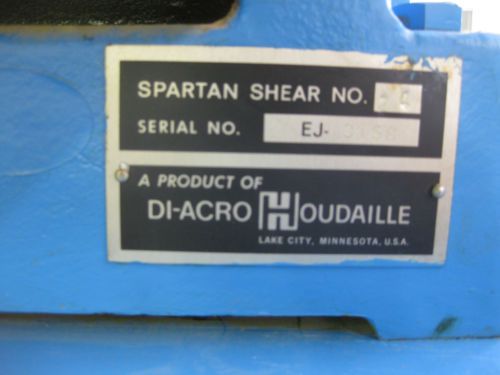 SPARTAN SHEAR NO.
SERIAL NO. EJ-
A PRODUCT OF
DI-ACRO HOUDAILLE
LAKE CITY, MINNESOTA, U.S.A.